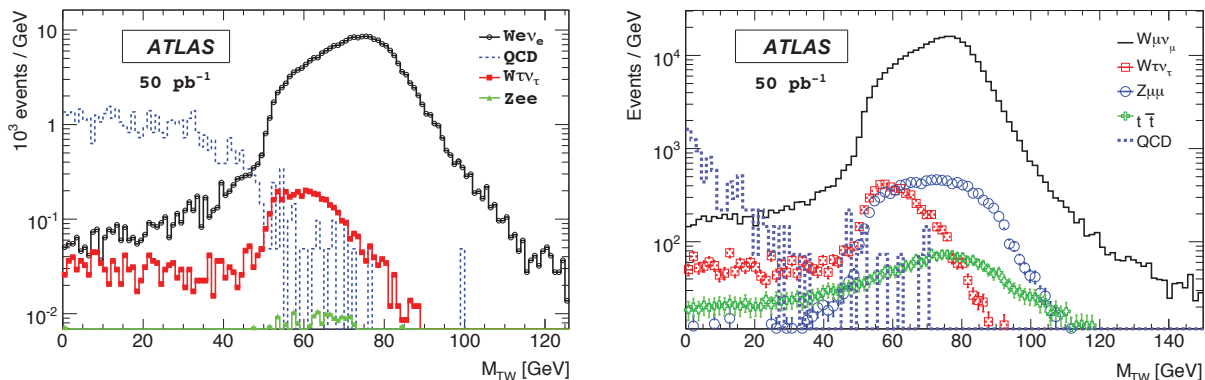 10³ events / GeV
10
1
10⁻¹
10⁻²
ATLAS
50 pb⁻¹
Weνₑ
QCD
Wτν_τ
Zee
0 20 40 60 80 100 120
M_TW [GeV]
Events / GeV
10⁴
10³
10²
ATLAS
50 pb⁻¹
Wμν_μ
Wτν_τ
Zμμ
t t̄
QCD
0 20 40 60 80 100 120 140
M_TW [GeV]